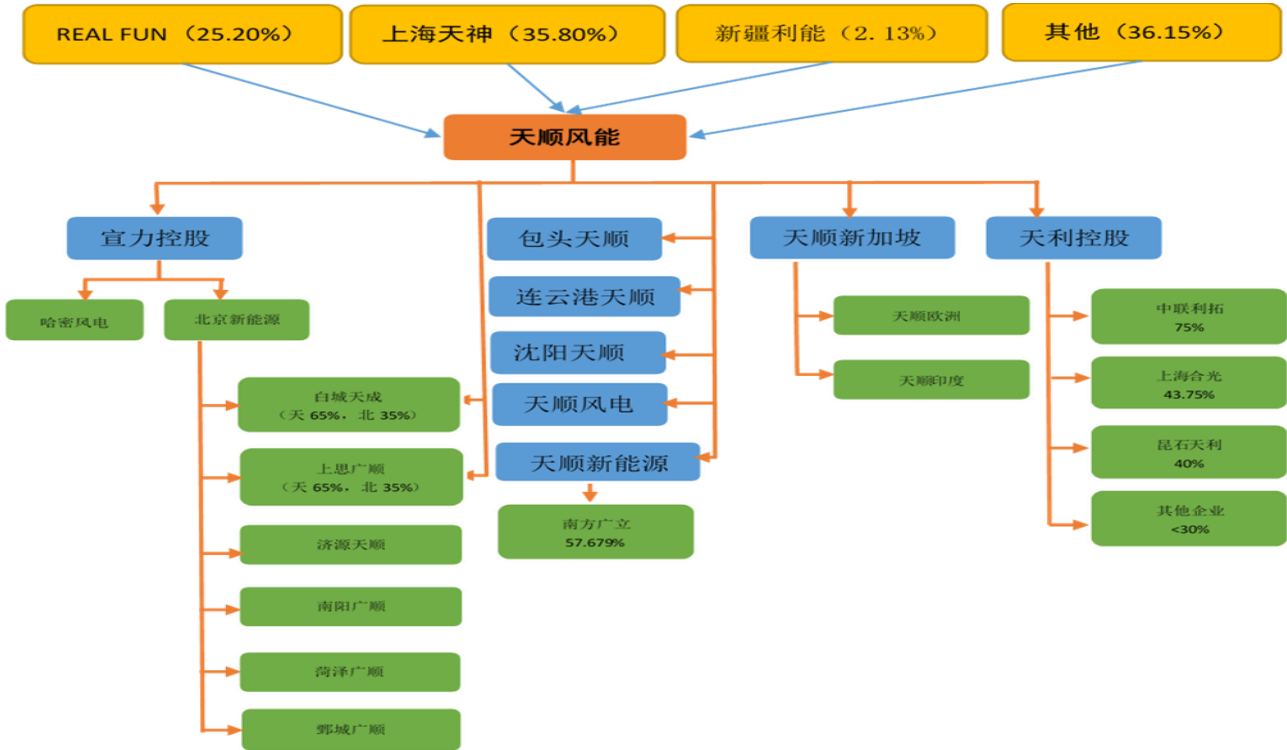 REAL FUN（25.20%）
上海天神（35.80%）
新疆利能（2.13%）
其他（36.15%）
天顺风能
宣力控股
哈密风电
北京新能源
白城天成
（天 65%，北 35%）
上思广顺
（天 65%，北 35%）
济源天顺
南阳广顺
菏泽广顺
鄄城广顺
包头天顺
连云港天顺
沈阳天顺
天顺风电
天顺新能源
南方广立
57.679%
天顺新加坡
天顺欧洲
天顺印度
天利控股
中联利拓
75%
上海合光
43.75%
昆石天利
40%
其他企业
<30%